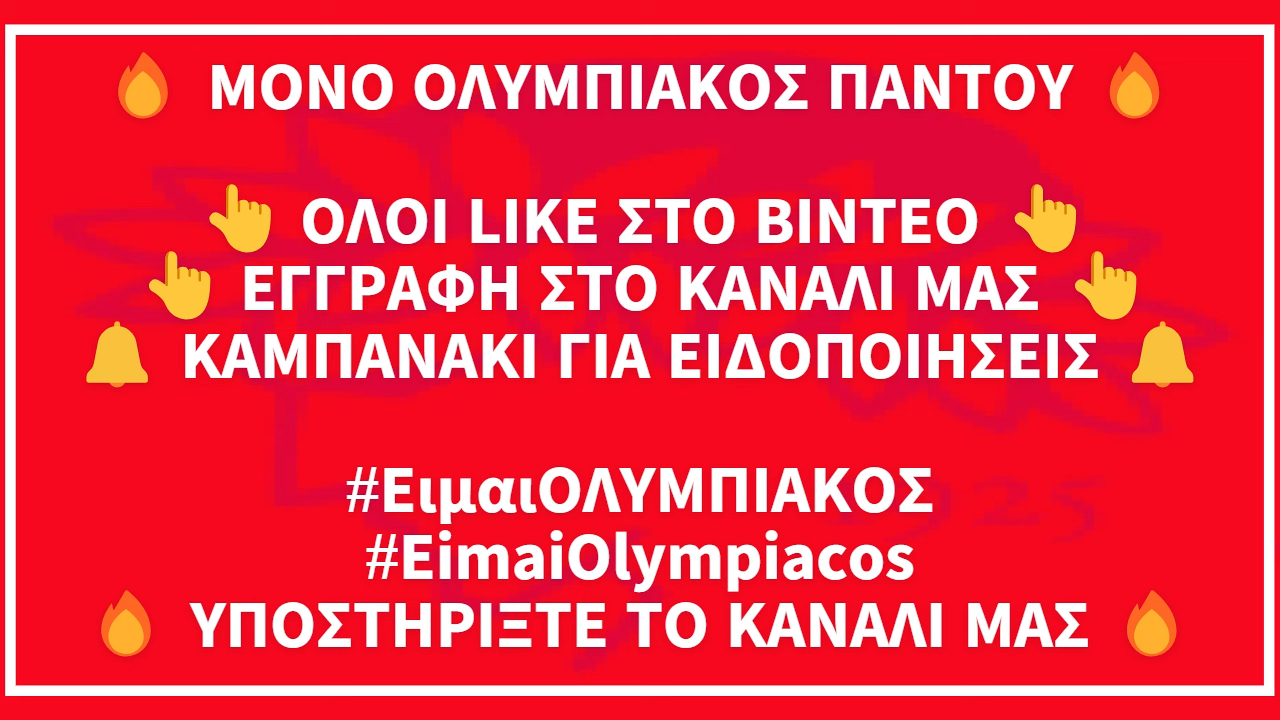 🔥 ΜΟΝΟ ΟΛΥΜΠΙΑΚΟΣ ΠΑΝΤΟΥ 🔥
👆 ΟΛΟΙ LIKE ΣΤΟ ΒΙΝΤΕΟ 👆
👆 ΕΓΓΡΑΦΗ ΣΤΟ ΚΑΝΑΛΙ ΜΑΣ 👆
🔔 ΚΑΜΠΑΝΑΚΙ ΓΙΑ ΕΙΔΟΠΟΙΗΣΕΙΣ 🔔
#ΕιμαιΟΛΥΜΠΙΑΚΟΣ
#EimaiOlympiacos
🔥 ΥΠΟΣΤΗΡΙΞΤΕ ΤΟ ΚΑΝΑΛΙ ΜΑΣ 🔥